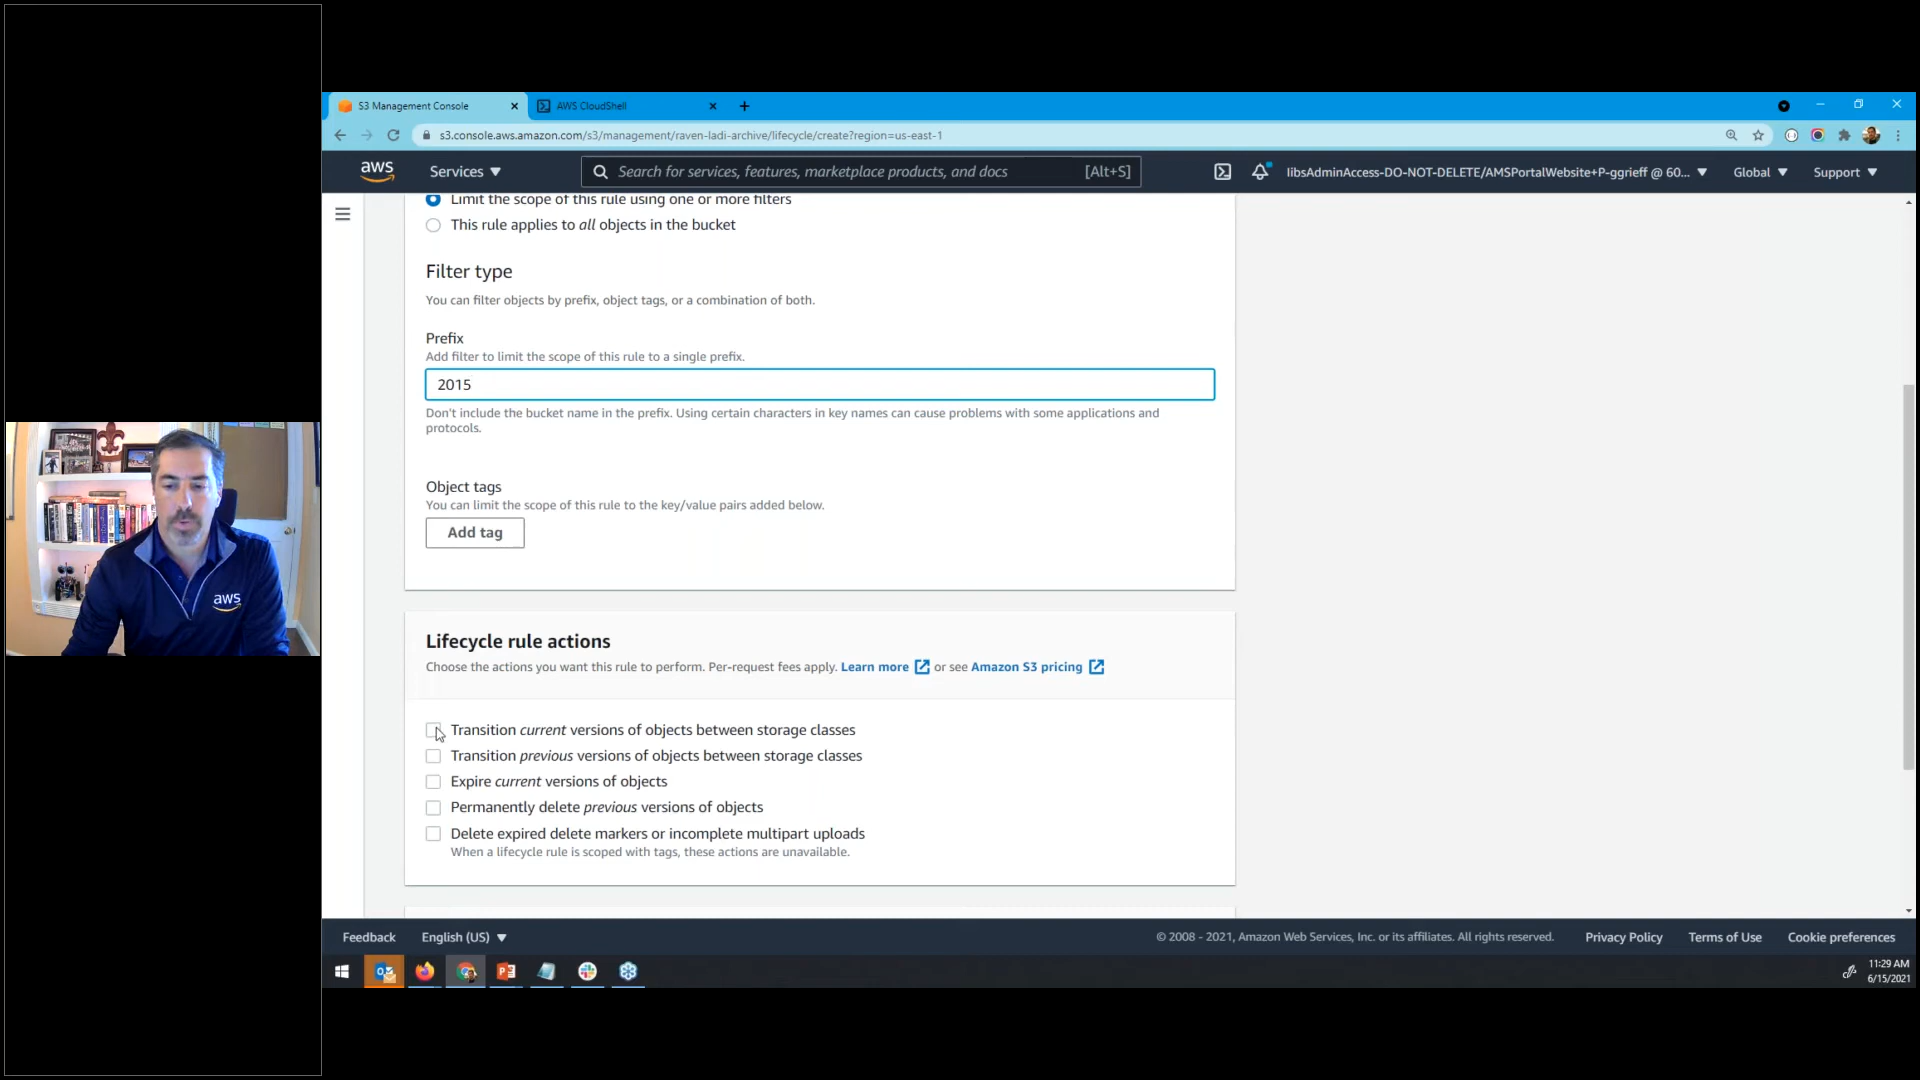 S3 Management Console
AWS CloudShell
s3.console.aws.amazon.com/s3/management/raven-ladi-archive/lifecycle/create?region=us-east-1
aws
Services
Search for services, features, marketplace products, and docs
[Alt+S]
libsAdminAccess-DO-NOT-DELETE/AMSPortalWebsite+P-ggrieff @ 60...
Global
Support
Limit the scope of this rule using one or more filters
This rule applies to all objects in the bucket
Filter type
You can filter objects by prefix, object tags, or a combination of both.
Prefix
Add filter to limit the scope of this rule to a single prefix.
2015
Don't include the bucket name in the prefix. Using certain characters in key names can cause problems with some applications and
protocols.
Object tags
You can limit the scope of this rule to the key/value pairs added below.
Add tag
aws
Lifecycle rule actions
Choose the actions you want this rule to perform. Per-request fees apply. Learn more or see Amazon S3 pricing
Transition current versions of objects between storage classes
Transition previous versions of objects between storage classes
Expire current versions of objects
Permanently delete previous versions of objects
Delete expired delete markers or incomplete multipart uploads
When a lifecycle rule is scoped with tags, these actions are unavailable.
Feedback
English (US)
© 2008 - 2021, Amazon Web Services, Inc. or its affiliates. All rights reserved.
Privacy Policy
Terms of Use
Cookie preferences
11:29 AM
6/15/2021